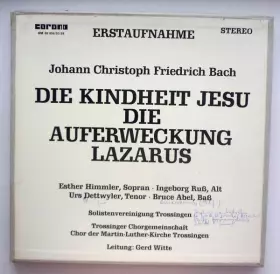 corona
ERSTAUFNAHME
STEREO
Johann Christoph Friedrich Bach
DIE KINDHEIT JESU
DIE
AUFERWECKUNG
LAZARUS
Esther Himmler, Sopran · Ingeborg Ruß, Alt
Urs Dettwyler, Tenor · Bruce Abel, Baß
Solistenvereinigung Trossingen
Trossinger Chorgemeinschaft
Chor der Martin-Luther-Kirche Trossingen
Leitung: Gerd Witte